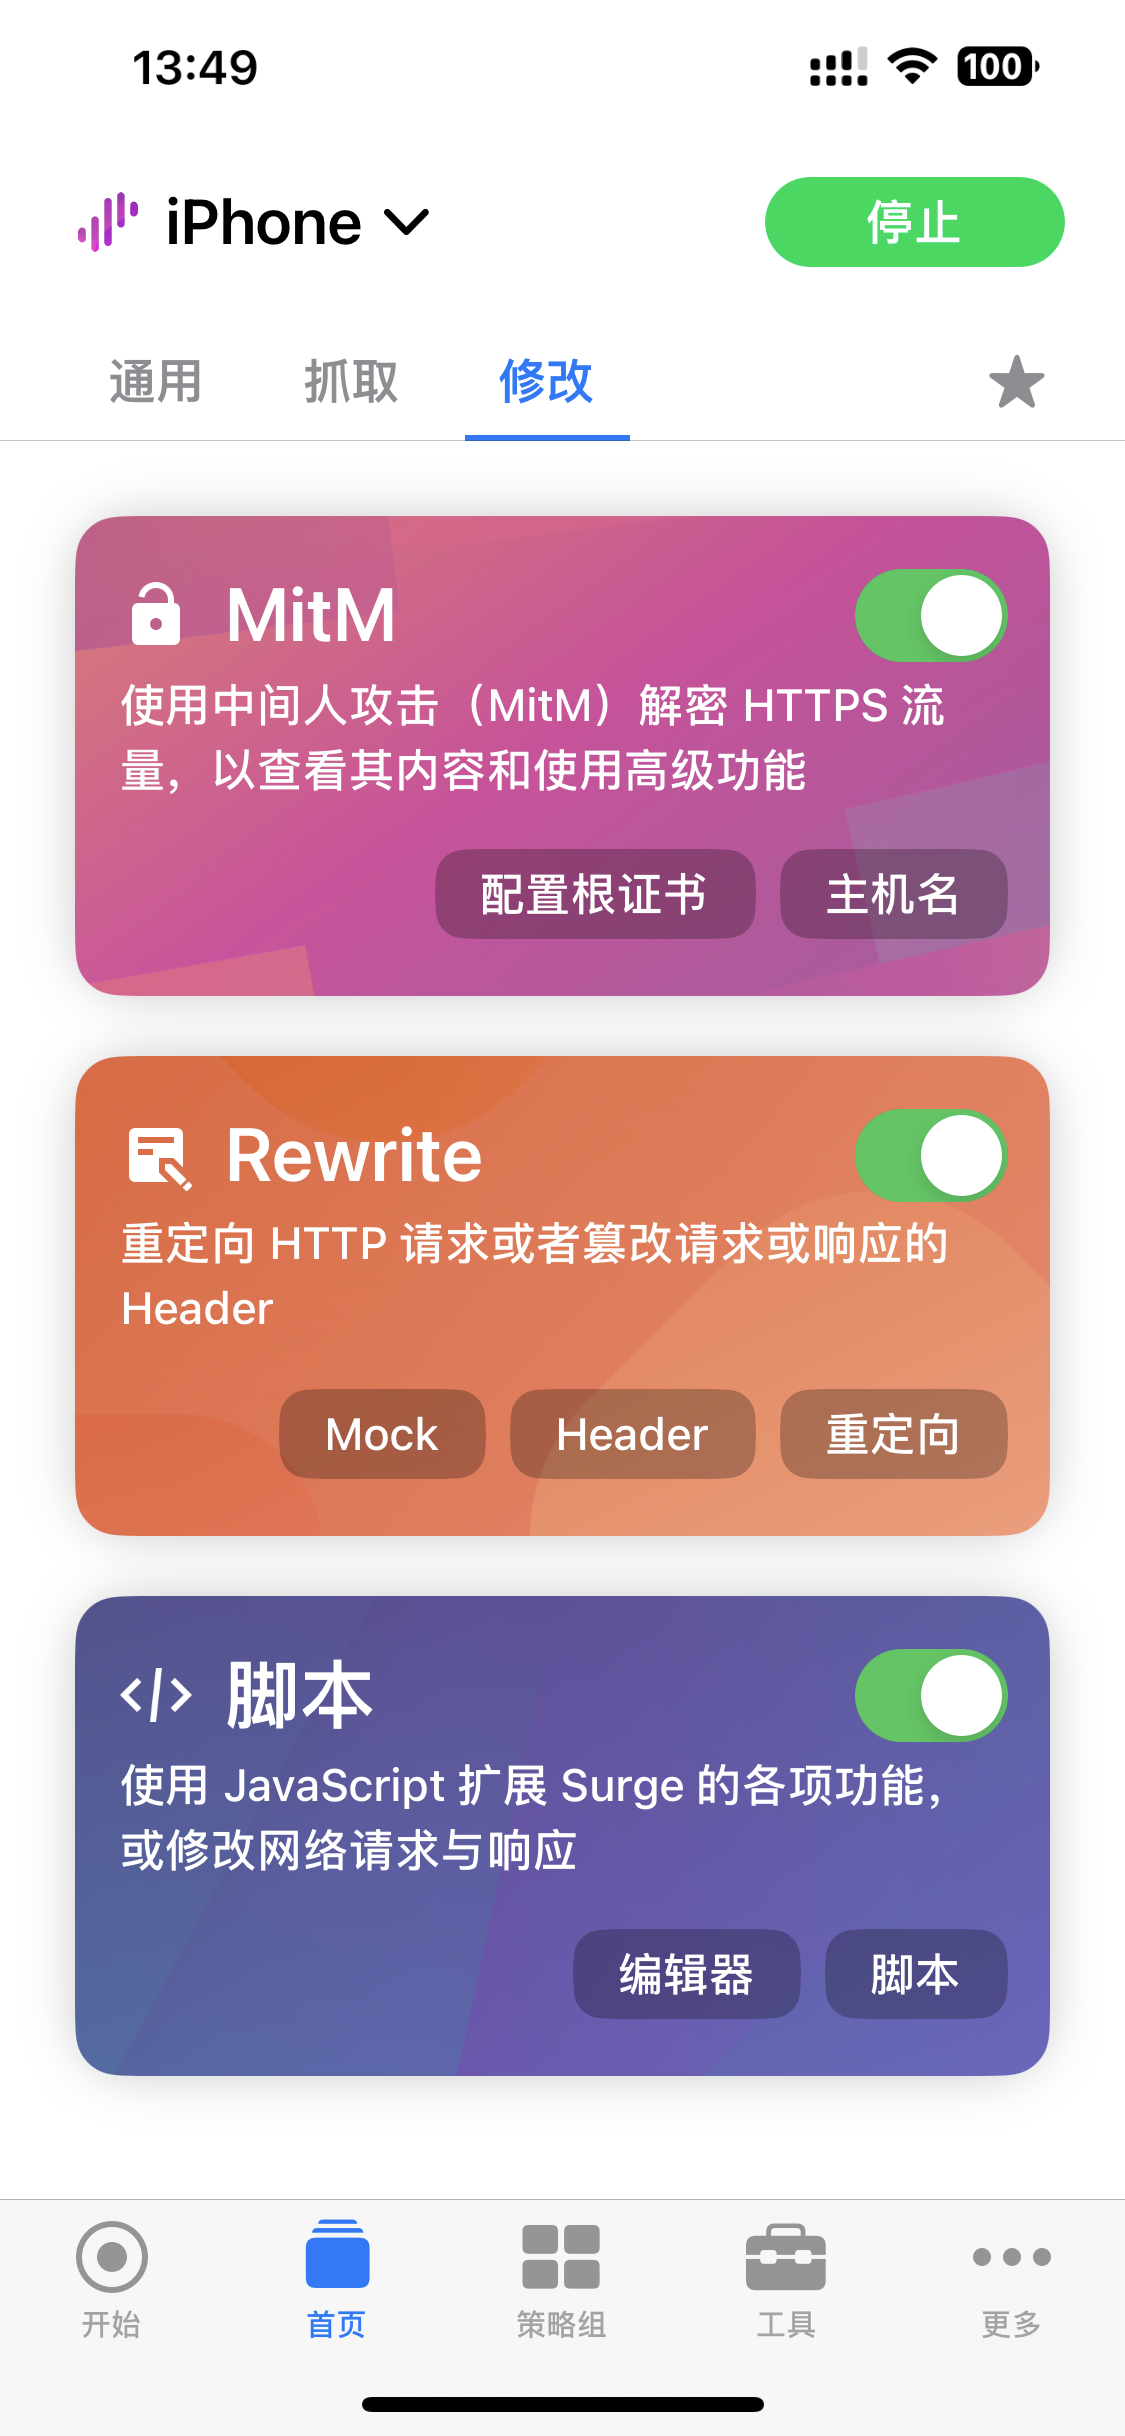 13:49
100
iPhone
停止
通用
抓取
修改
MitM
使用中间人攻击（MitM）解密 HTTPS 流
量，以查看其内容和使用高级功能
配置根证书
主机名
Rewrite
重定向 HTTP 请求或者篡改请求或响应的
Header
Mock
Header
重定向
</> 脚本
使用 JavaScript 扩展 Surge 的各项功能，
或修改网络请求与响应
编辑器
脚本
开始
首页
策略组
工具
更多